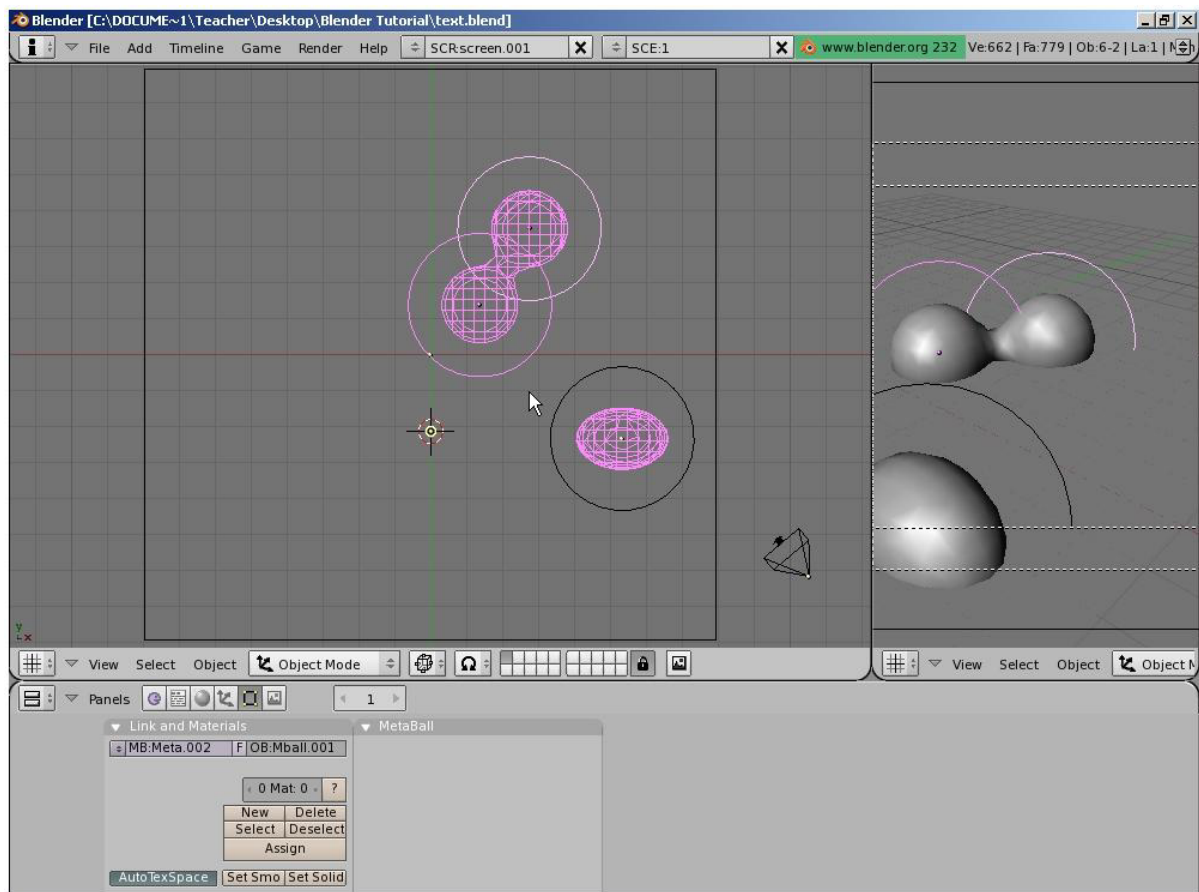 Blender [C:\DOCUME~1\Teacher\Desktop\Blender Tutorial\text.blend]
File Add Timeline Game Render Help SCR:screen.001 SCE:1 www.blender.org 232 Ve:662 | Fa:779 | Ob:6-2 | La:1 |
y
x
View Select Object Object Mode View Select Object Object M
Panels 1
Link and Materials MetaBall
MB:Meta.002 F OB:Mball.001
0 Mat: 0 ?
New Delete
Select Deselect
Assign
AutoTexSpace Set Smo Set Solid